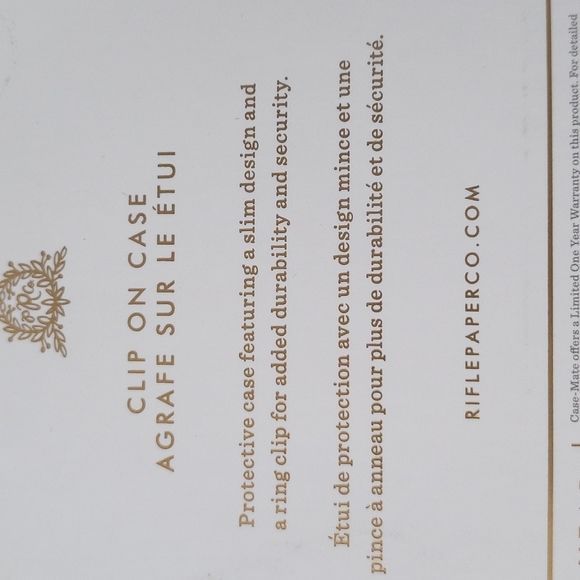 RP Co.
CLIP ON CASE
AGRAFE SUR LE ÉTUI
Protective case featuring a slim design and
a ring clip for added durability and security.
Étui de protection avec un design mince et une
pince à anneau pour plus de durabilité et de sécurité.
RIFLEPAPERCO.COM
Case-Mate offers a Limited One Year Warranty on this product. For detailed